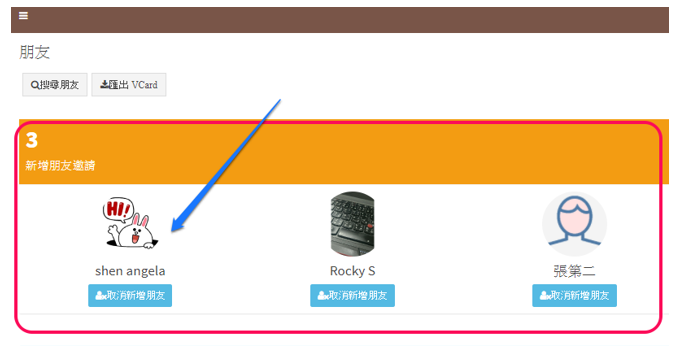 朋友
搜尋朋友
匯出 VCard
3
新增朋友邀請
HI!
shen angela
Rocky S
張第二
取消新增朋友
取消新增朋友
取消新增朋友